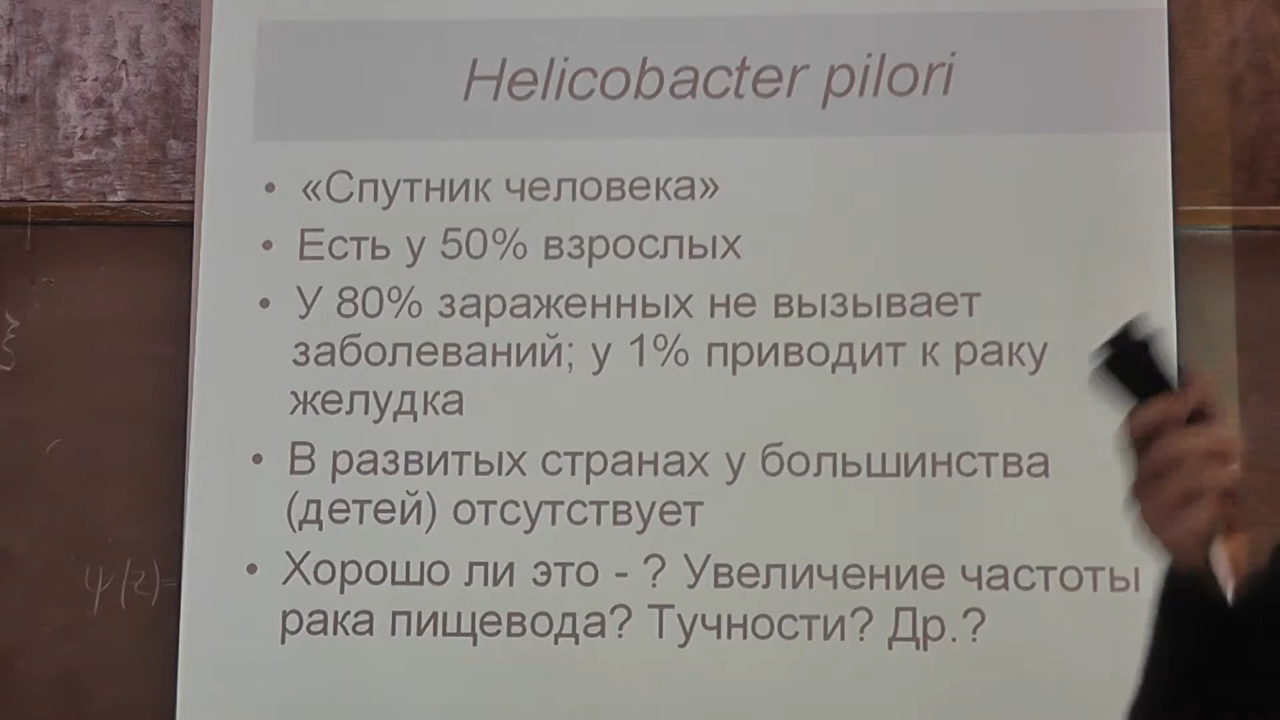 Helicobacter pilori
• «Спутник человека»
• Есть у 50% взрослых
• У 80% зараженных не вызывает
заболеваний; у 1% приводит к раку
желудка
• В развитых странах у большинства
(детей) отсутствует
• Хорошо ли это - ? Увеличение частоты
рака пищевода? Тучности? Др.?
ψ(z)=